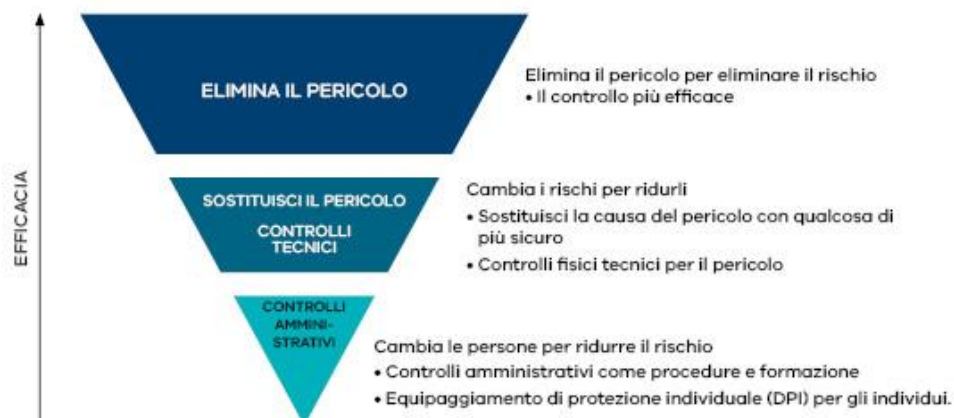 ELIMINA IL PERICOLO
Elimina il pericolo per eliminare il rischio
• Il controllo più efficace
EFFICACIA
SOSTITUISCI IL PERICOLO
CONTROLLI
TECNICI
Cambia i rischi per ridurli
• Sostituisci la causa del pericolo con qualcosa di
più sicuro
• Controlli fisici tecnici per il pericolo
CONTROLLI
AMMINI-
STRATIVI
Cambia le persone per ridurre il rischio
• Controlli amministrativi come procedure e formazione
• Equipaggiamento di protezione individuale (DPI) per gli individui.